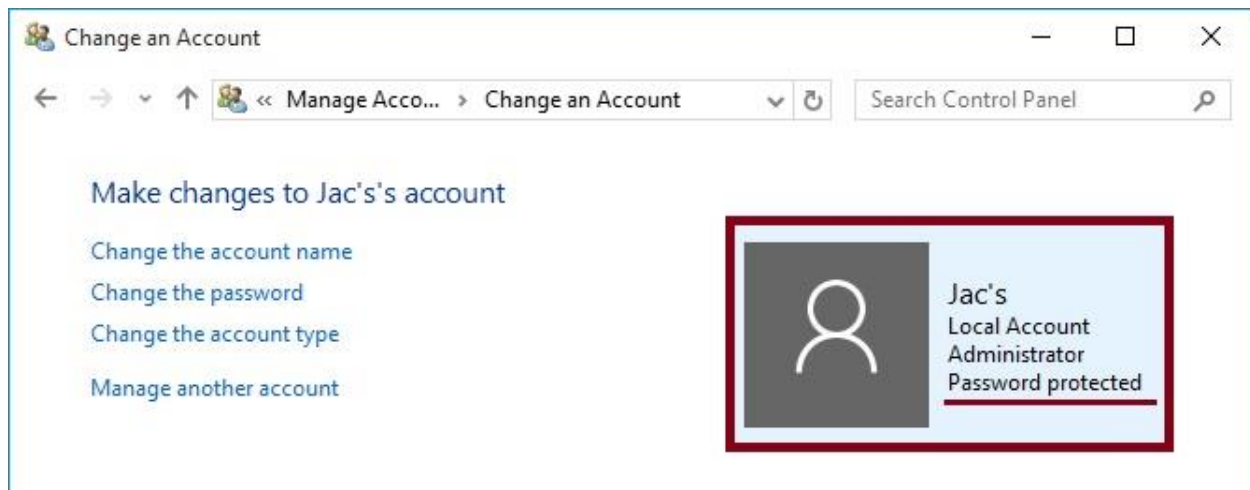 Change an Account
« Manage Acco... > Change an Account
Search Control Panel
Make changes to Jac's's account
Change the account name
Change the password
Change the account type
Manage another account
Jac's
Local Account
Administrator
Password protected